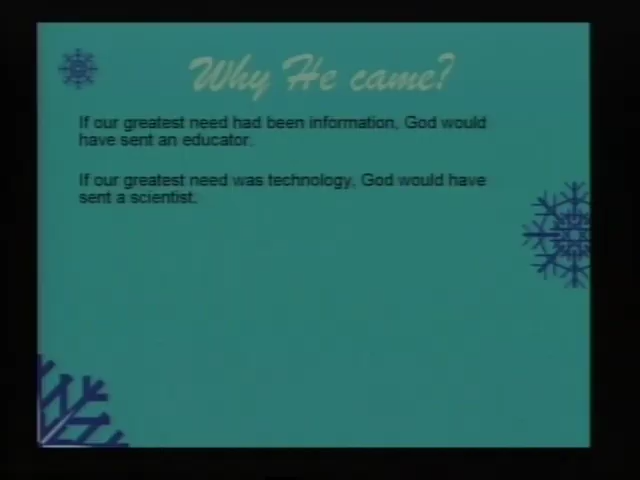 Why He came?
If our greatest need had been information, God would
have sent an educator.
If our greatest need was technology, God would have
sent a scientist.